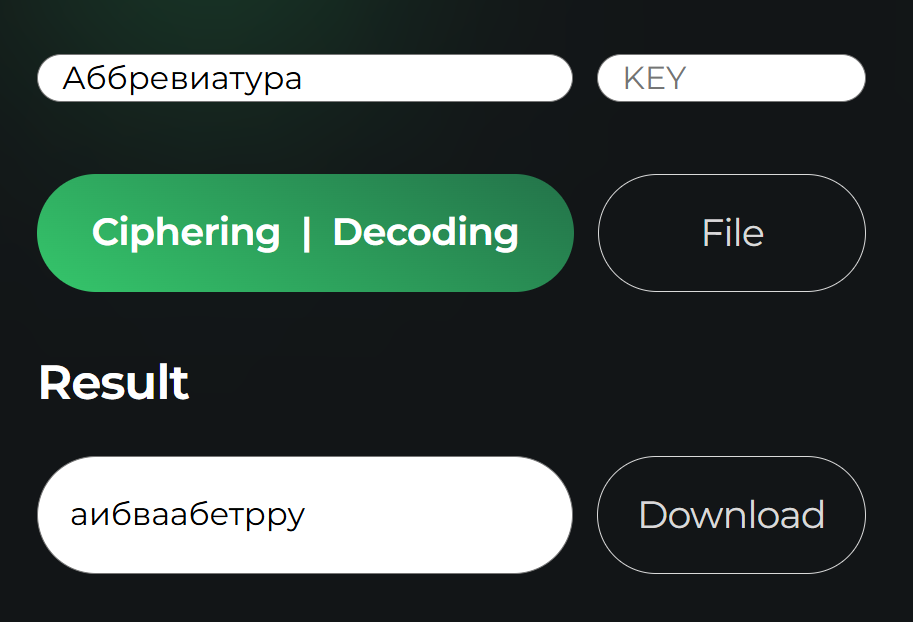 Аббревиатура KEY
Ciphering | Decoding File
Result
аибваабетрру Download